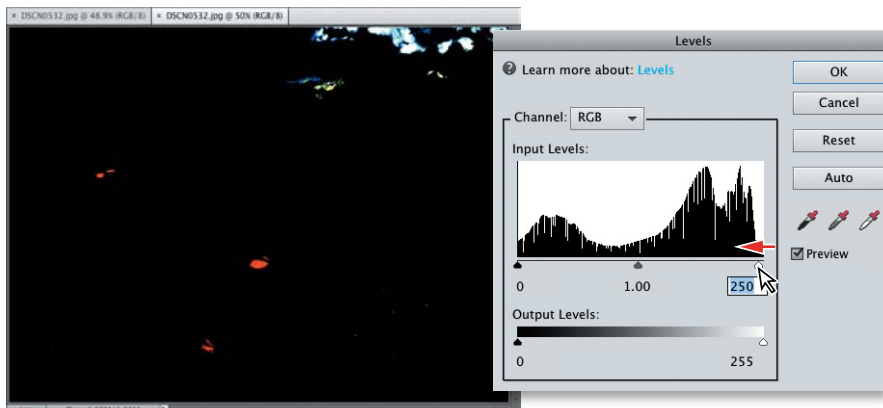 × DSCN0532.jpg @ 48.9% (RGB/8) × DSCN0532.jpg @ 50% (RGB/8)
Levels
? Learn more about: Levels
OK
Cancel
Reset
Auto
Preview
Channel: RGB
Input Levels:
0 1.00 250
Output Levels:
0 255